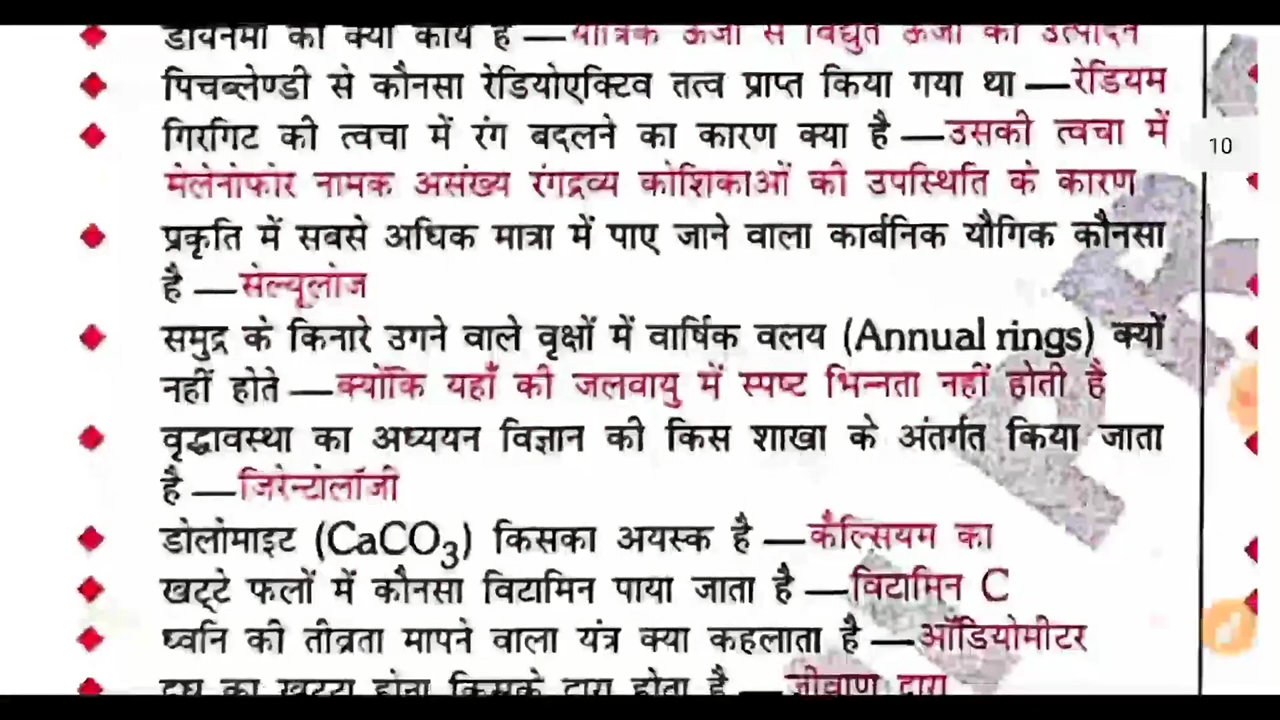 डायनमो का क्या कार्य है — यांत्रिक ऊर्जा से विद्युत ऊर्जा का उत्पादन
पिचब्लेण्डी से कौनसा रेडियोएक्टिव तत्व प्राप्त किया गया था — रेडियम
गिरगिट की त्वचा में रंग बदलने का कारण क्या है — उसकी त्वचा में
10
मेलेनोफोर नामक असंख्य रंगद्रव्य कोशिकाओं की उपस्थिति के कारण
प्रकृति में सबसे अधिक मात्रा में पाए जाने वाला कार्बनिक यौगिक कौनसा
है — सेल्यूलोज
समुद्र के किनारे उगने वाले वृक्षों में वार्षिक वलय (Annual rings) क्यों
नहीं होते — क्योंकि यहाँ की जलवायु में स्पष्ट भिन्नता नहीं होती है
वृद्धावस्था का अध्ययन विज्ञान की किस शाखा के अंतर्गत किया जाता
है — जिरेन्टोलॉजी
डोलोमाइट (CaCO₃) किसका अयस्क है — कैल्सियम का
खट्टे फलों में कौनसा विटामिन पाया जाता है — विटामिन C
ध्वनि की तीव्रता मापने वाला यंत्र क्या कहलाता है — ऑडियोमीटर
दूध का खट्टा होना किसके द्वारा होता है — जीवाणु द्वारा